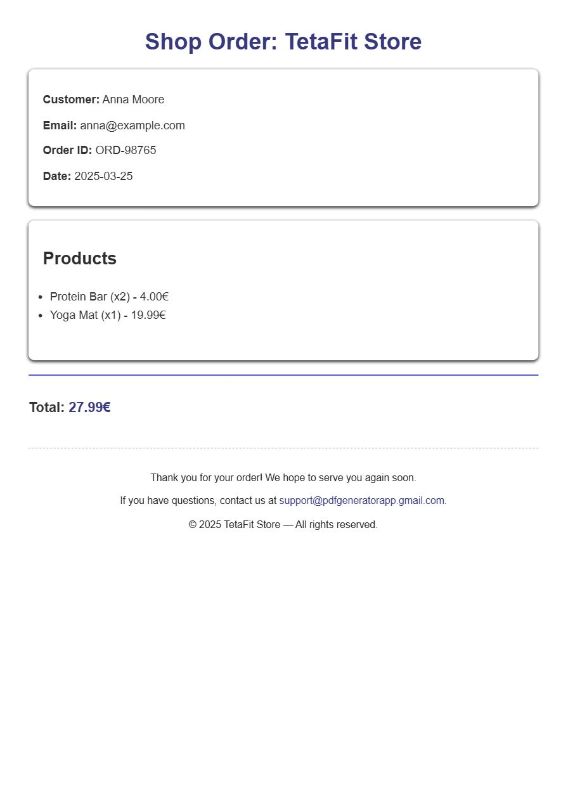 Shop Order: TetaFit Store
Customer: Anna Moore
Email: anna@example.com
Order ID: ORD-98765
Date: 2025-03-25
Products
• Protein Bar (x2) - 4.00€
• Yoga Mat (x1) - 19.99€
Total: 27.99€
Thank you for your order! We hope to serve you again soon.
If you have questions, contact us at support@pdfgeneratorapp.gmail.com.
© 2025 TetaFit Store — All rights reserved.